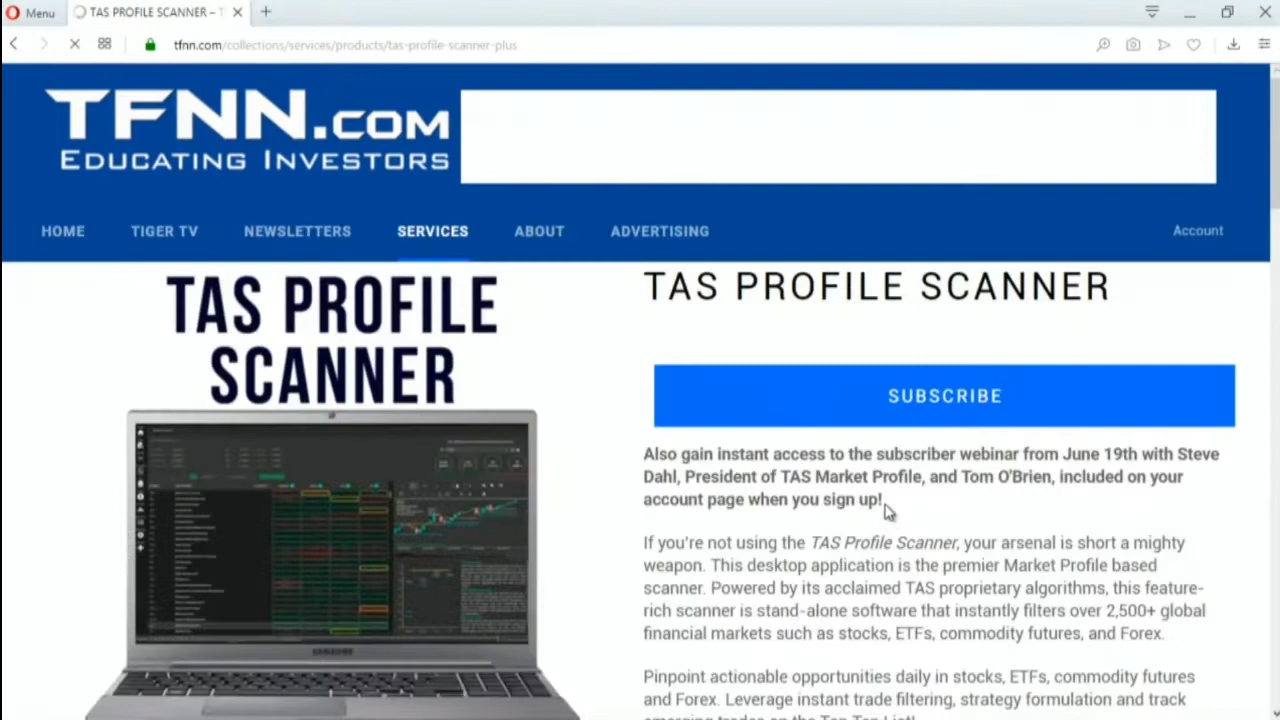 Menu
TAS PROFILE SCANNER – T
tfnn.com/collections/services/products/tas-profile-scanner-plus
TFNN.COM
EDUCATING INVESTORS
HOME TIGER TV NEWSLETTERS SERVICES ABOUT ADVERTISING Account
TAS PROFILE
SCANNER
TAS PROFILE SCANNER
SUBSCRIBE
Also gain instant access to the subscriber webinar from June 19th with Steve
Dahl, President of TAS Market Profile, and Tom O'Brien, included on your
account page when you sign up!
If you're not using the TAS Profile Scanner, your arsenal is short a mighty
weapon. This desktop application is the premier Market Profile based
scanner. Powered by its acclaimed TAS proprietary algorithms, this feature-
rich scanner is stand-alone software that instantly filters over 2,500+ global
financial markets such as stocks, ETFs, commodity futures, and Forex.
Pinpoint actionable opportunities daily in stocks, ETFs, commodity futures
and Forex. Leverage instant trade filtering, strategy formulation and track
emerging trades on the Top Ten List!